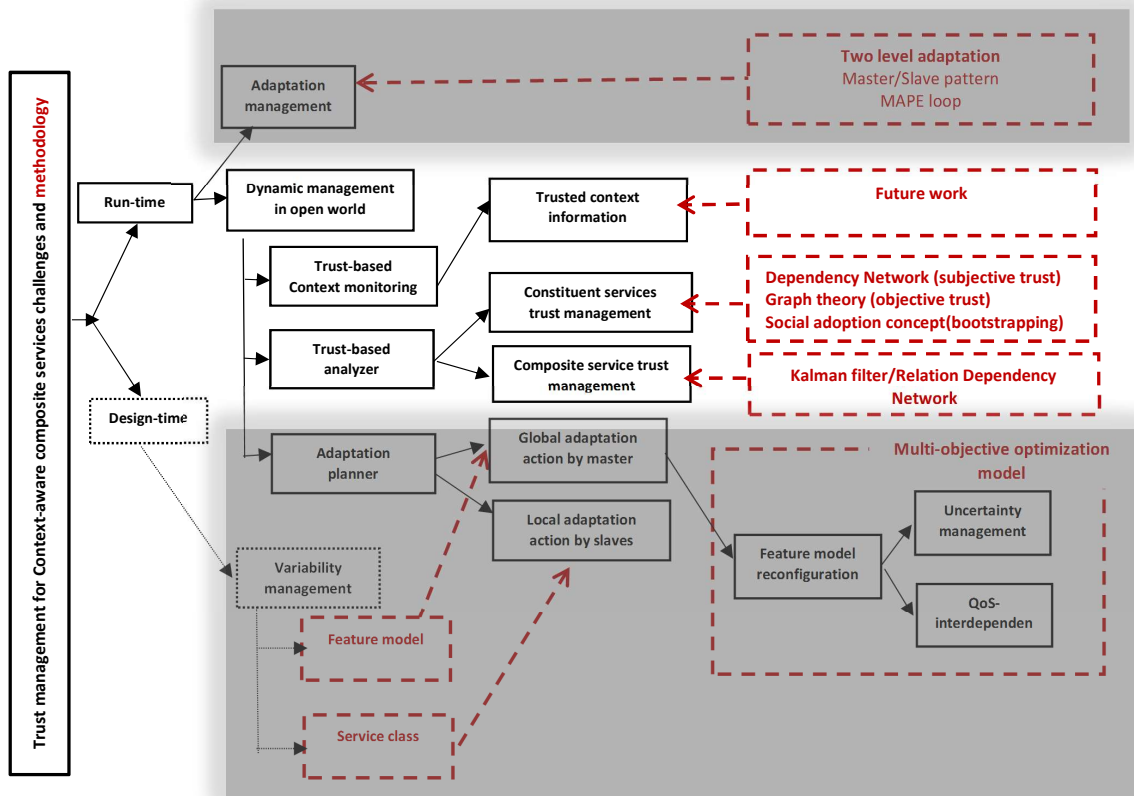 Trust management for Context-aware composite services challenges and methodology
Two level adaptation
Master/Slave pattern
MAPE loop
Adaptation
management
Run-time
Dynamic management
in open world
Trusted context
information
Future work
Trust-based
Context monitoring
Constituent services
trust management
Dependency Network (subjective trust)
Graph theory (objective trust)
Social adoption concept(bootstrapping)
Trust-based
analyzer
Composite service trust
management
Kalman filter/Relation Dependency
Network
Design-time
Adaptation
planner
Global adaptation
action by master
Multi-objective optimization
model
Local adaptation
action by slaves
Uncertainty
management
Feature model
reconfiguration
Variability
management
QoS-
interdependen
Feature model
Service class